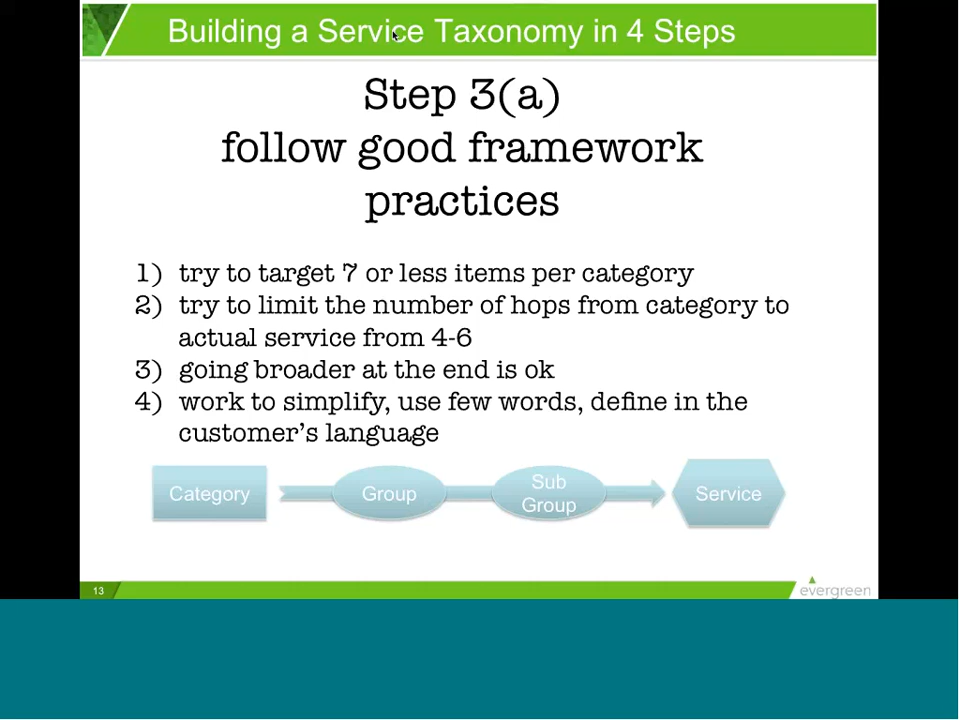 Building a Service Taxonomy in 4 Steps
Step 3(a)
follow good framework
practices
1) try to target 7 or less items per category
2) try to limit the number of hops from category to
actual service from 4-6
3) going broader at the end is ok
4) work to simplify, use few words, define in the
customer's language
Category
Group
Sub
Group
Service
13
evergreen